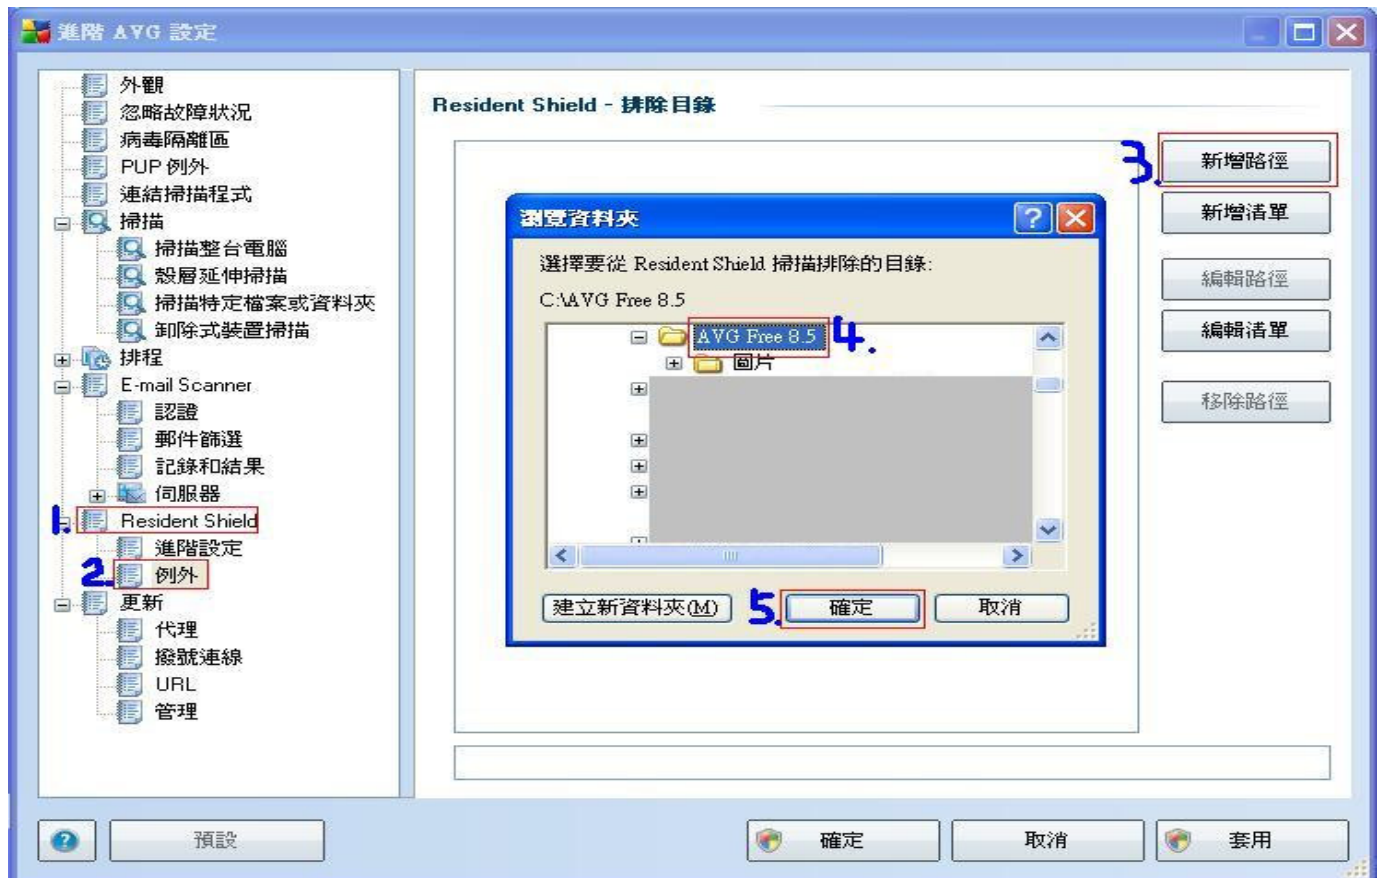 進階 AVG 設定
外觀
忽略故障狀況
病毒隔離區
PUP 例外
連結掃描程式
掃描
掃描整台電腦
殼層延伸掃描
掃描特定檔案或資料夾
卸除式裝置掃描
排程
E-mail Scanner
認證
郵件篩選
記錄和結果
伺服器
1. Resident Shield
進階設定
2. 例外
更新
代理
撥號連線
URL
管理
Resident Shield - 排除目錄
3. 新增路徑
新增清單
編輯路徑
編輯清單
移除路徑
瀏覽資料夾
選擇要從 Resident Shield 掃描排除的目錄:
C:\AVG Free 8.5
AVG Free 8.5 4.
圖片
建立新資料夾(M) 5. 確定 取消
預設 確定 取消 套用